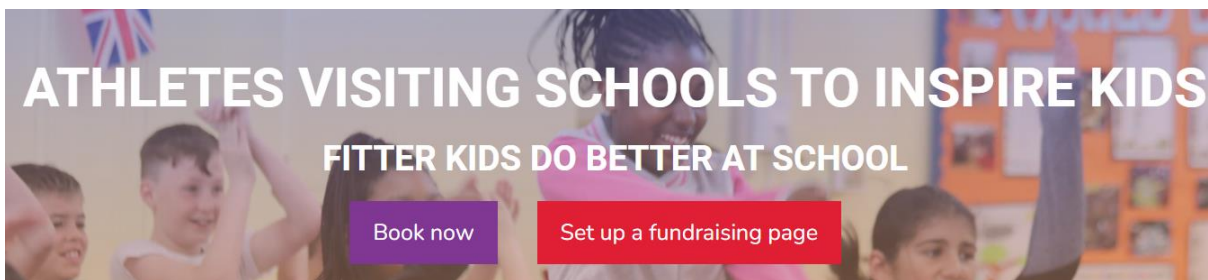 ATHLETES VISITING SCHOOLS TO INSPIRE KIDS
FITTER KIDS DO BETTER AT SCHOOL
Book now
Set up a fundraising page